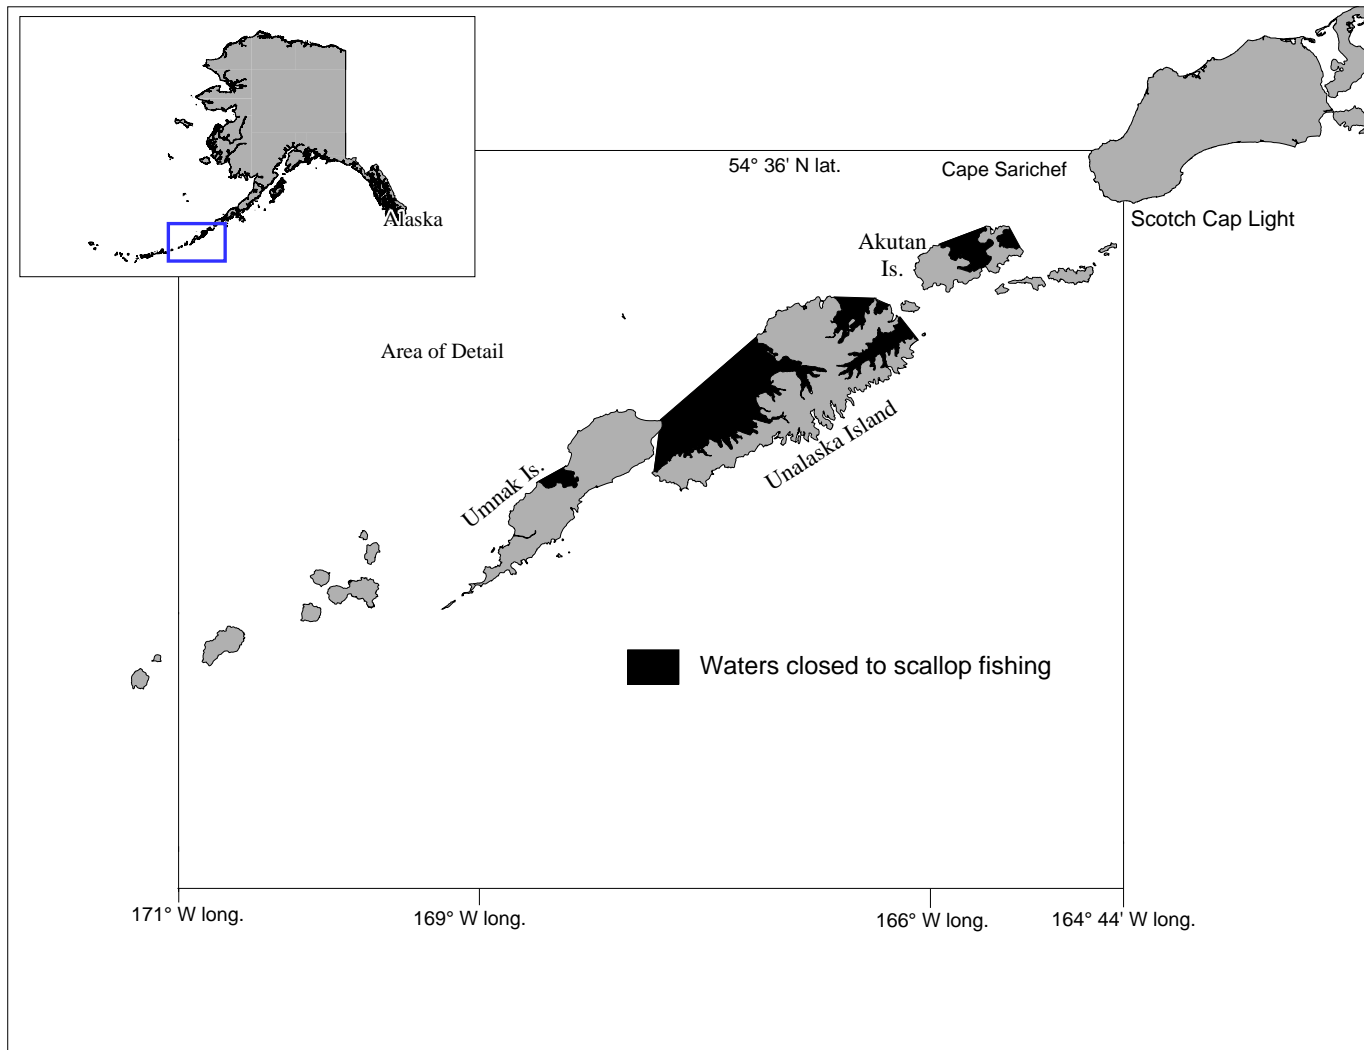 54° 36' N lat.
Cape Sarichef
Alaska
Scotch Cap Light
Akutan
Is.
Area of Detail
Unalaska Island
Umnak Is.
Waters closed to scallop fishing
171° W long.
169° W long.
166° W long.
164° 44' W long.